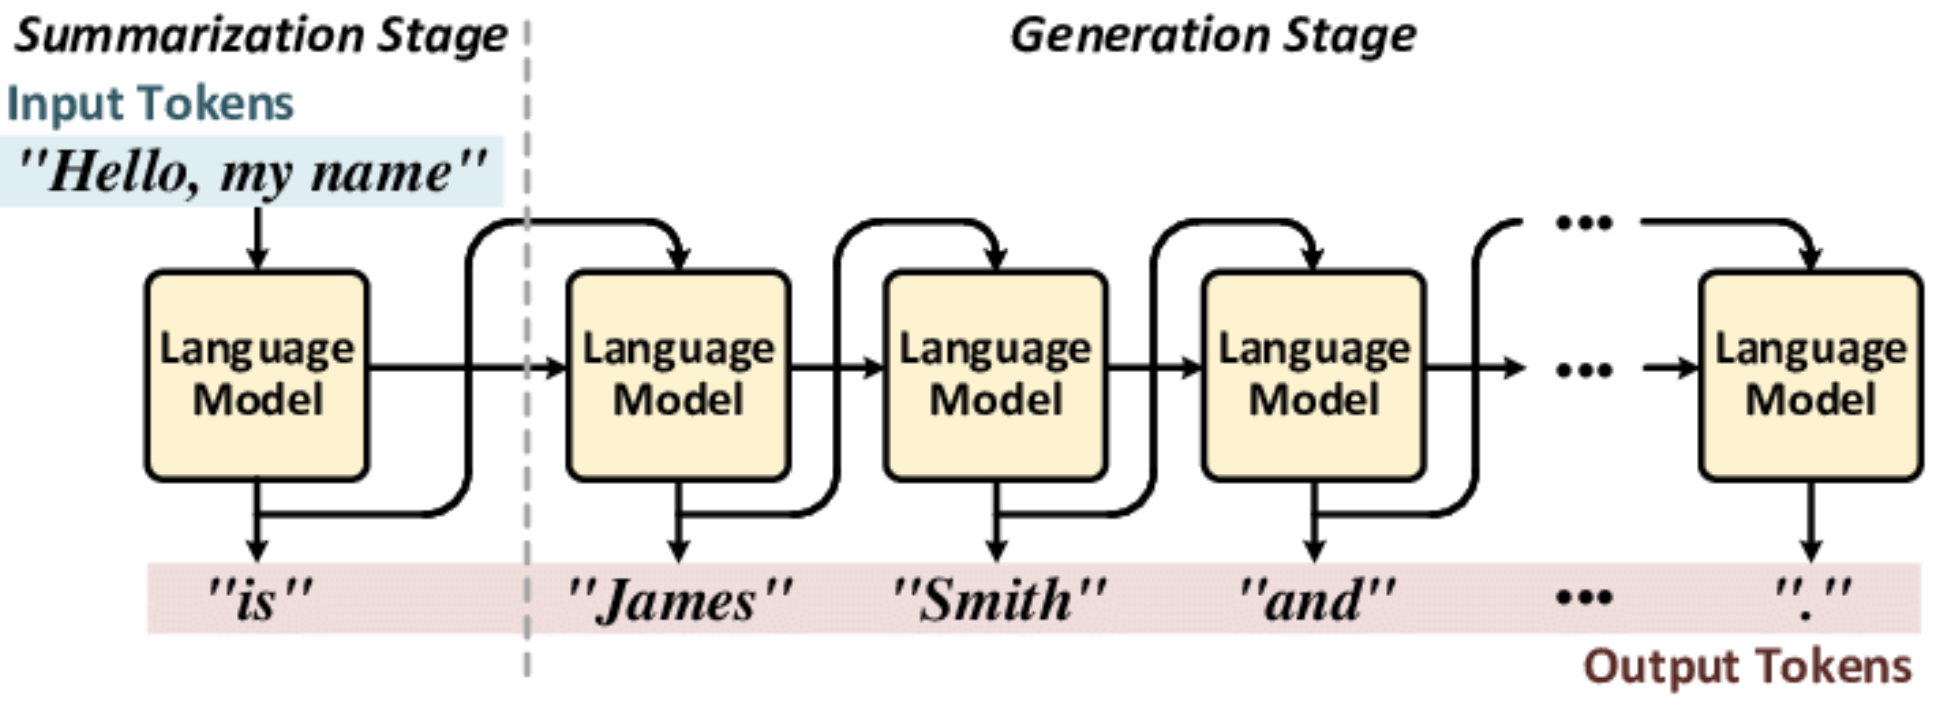 Summarization Stage
Generation Stage
Input Tokens
"Hello, my name"
Language
Model
Language
Model
Language
Model
Language
Model
•••
•••
Language
Model
"is"
"James"
"Smith"
"and"
•••
"."
Output Tokens